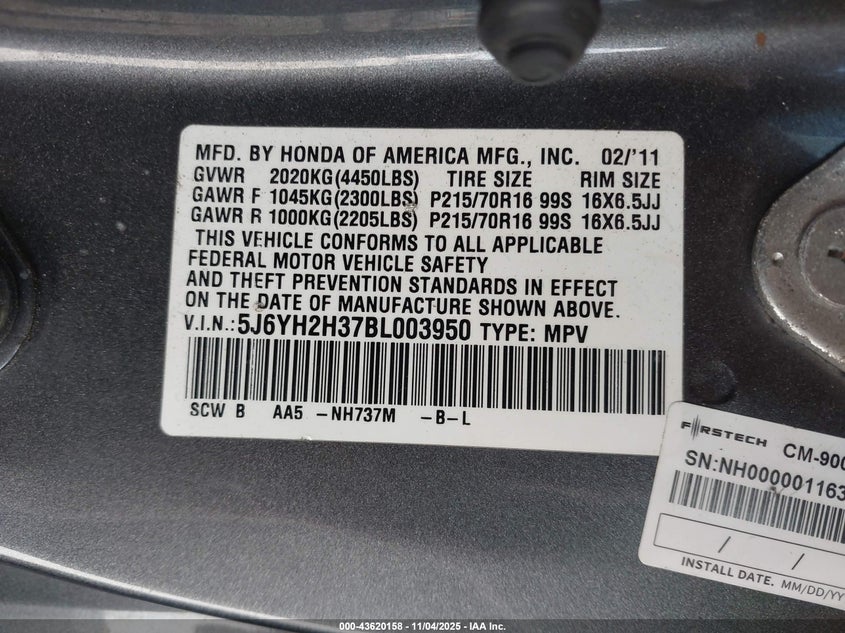 MFD. BY HONDA OF AMERICA MFG., INC. 02/'11
GVWR 2020KG(4450LBS) TIRE SIZE RIM SIZE
GAWR F 1045KG(2300LBS) P215/70R16 99S 16X6.5JJ
GAWR R 1000KG(2205LBS) P215/70R16 99S 16X6.5JJ
THIS VEHICLE CONFORMS TO ALL APPLICABLE
FEDERAL MOTOR VEHICLE SAFETY
AND THEFT PREVENTION STANDARDS IN EFFECT
ON THE DATE OF MANUFACTURE SHOWN ABOVE.
V.I.N.:5J6YH2H37BL003950 TYPE: MPV
SCW B AA5 -NH737M -B-L
FIRSTECH CM-900
SN:NH000001163
/ /
INSTALL DATE. MM/DD/YY
000-43620158 - 11/04/2025 - IAA Inc.